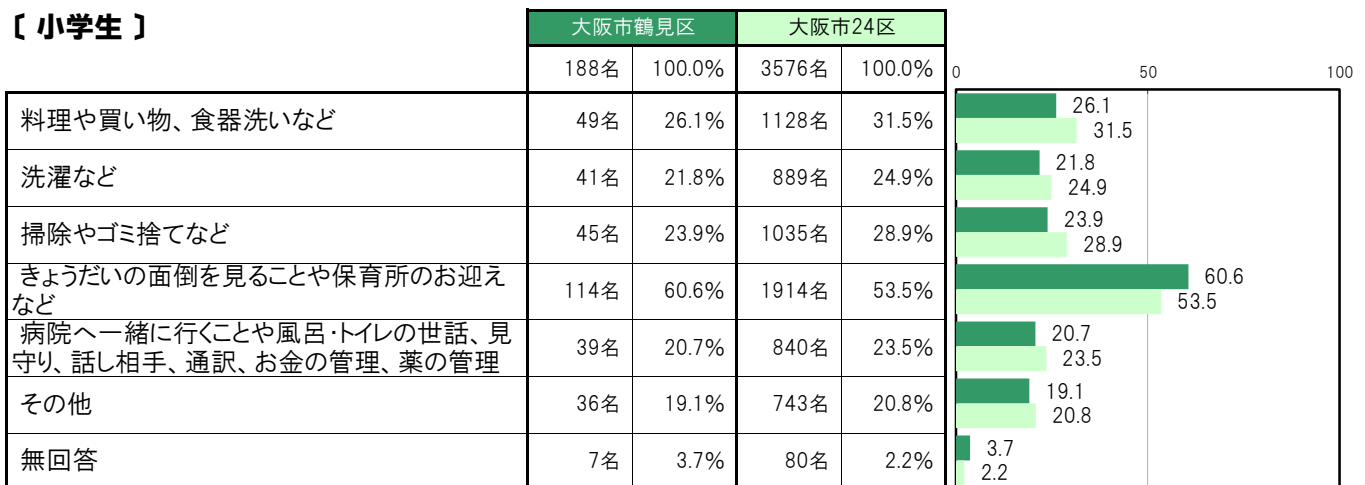 〔 小学生 〕
大阪市鶴見区 大阪市24区
188名 100.0% 3576名 100.0%
0 50 100
料理や買い物、食器洗いなど 49名 26.1% 1128名 31.5%
26.1
31.5
洗濯など 41名 21.8% 889名 24.9%
21.8
24.9
掃除やゴミ捨てなど 45名 23.9% 1035名 28.9%
23.9
28.9
きょうだいの面倒を見ることや保育所のお迎え
など
114名 60.6% 1914名 53.5%
60.6
53.5
病院へ一緒に行くことや風呂・トイレの世話、見
守り、話し相手、通訳、お金の管理、薬の管理
39名 20.7% 840名 23.5%
20.7
23.5
その他 36名 19.1% 743名 20.8%
19.1
20.8
無回答 7名 3.7% 80名 2.2%
3.7
2.2